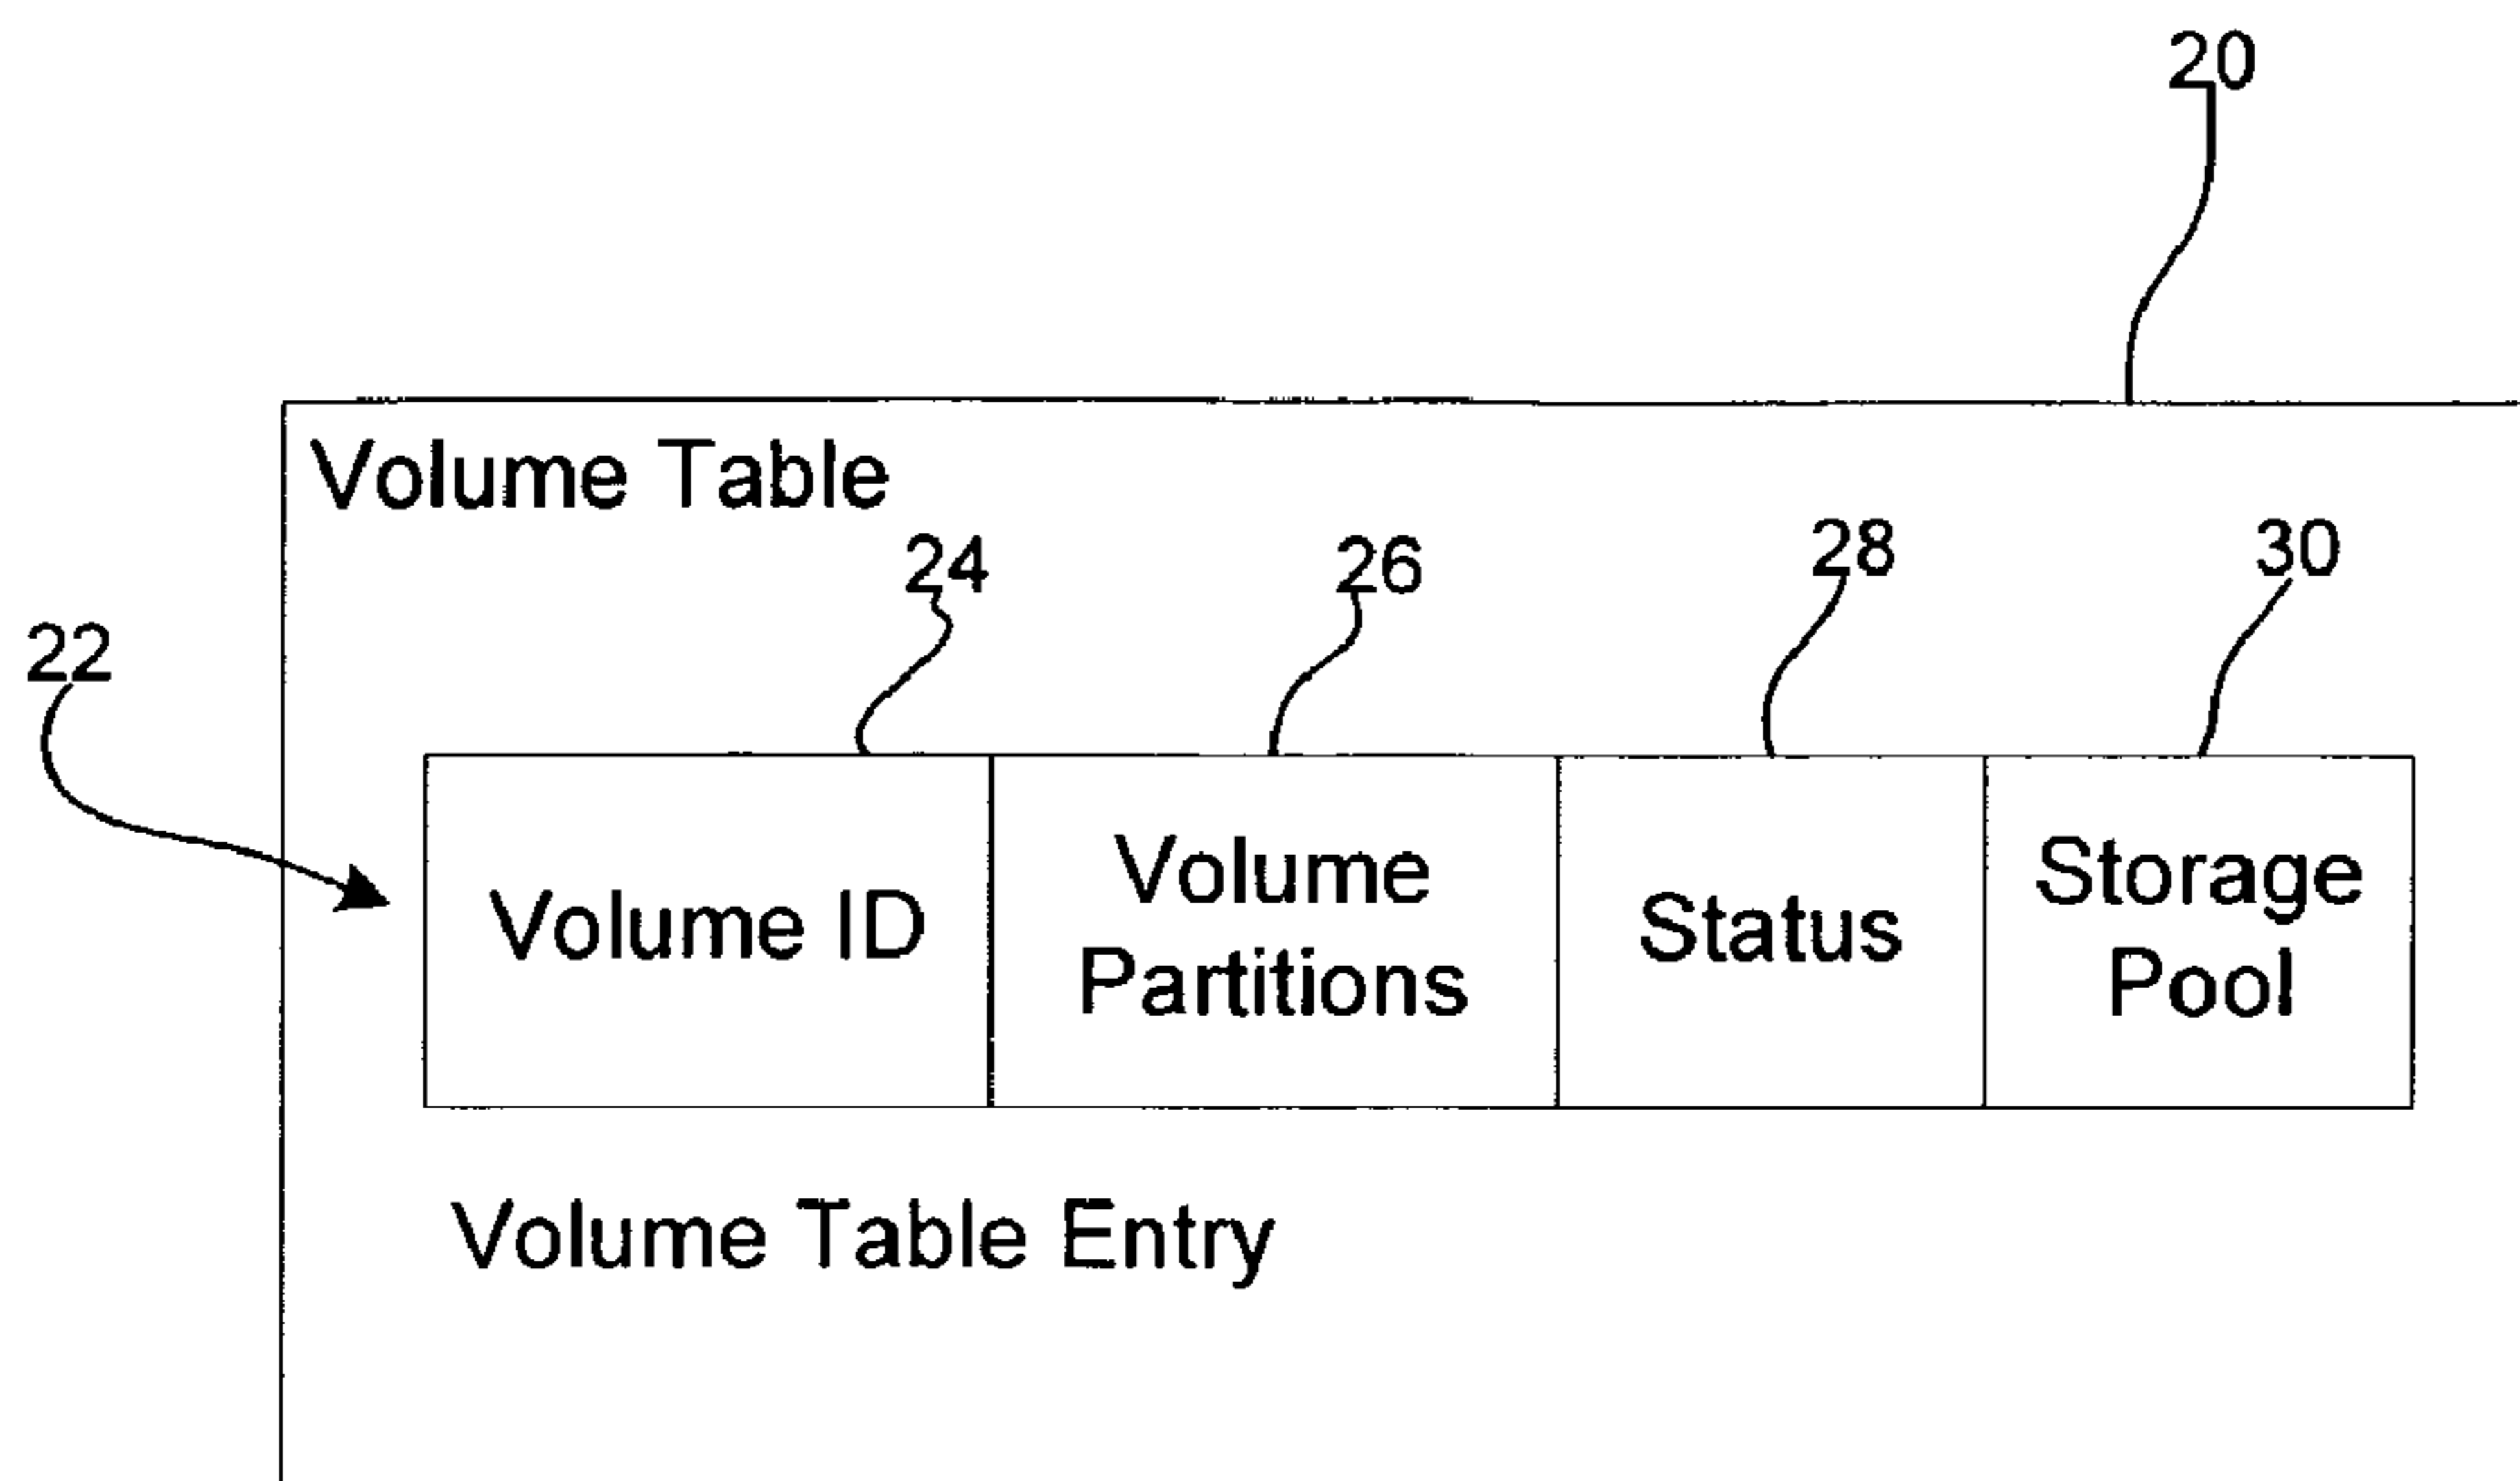 20
Volume Table
24
26
28
30
22
Volume ID
Volume
Partitions
Status
Storage
Pool
Volume Table Entry